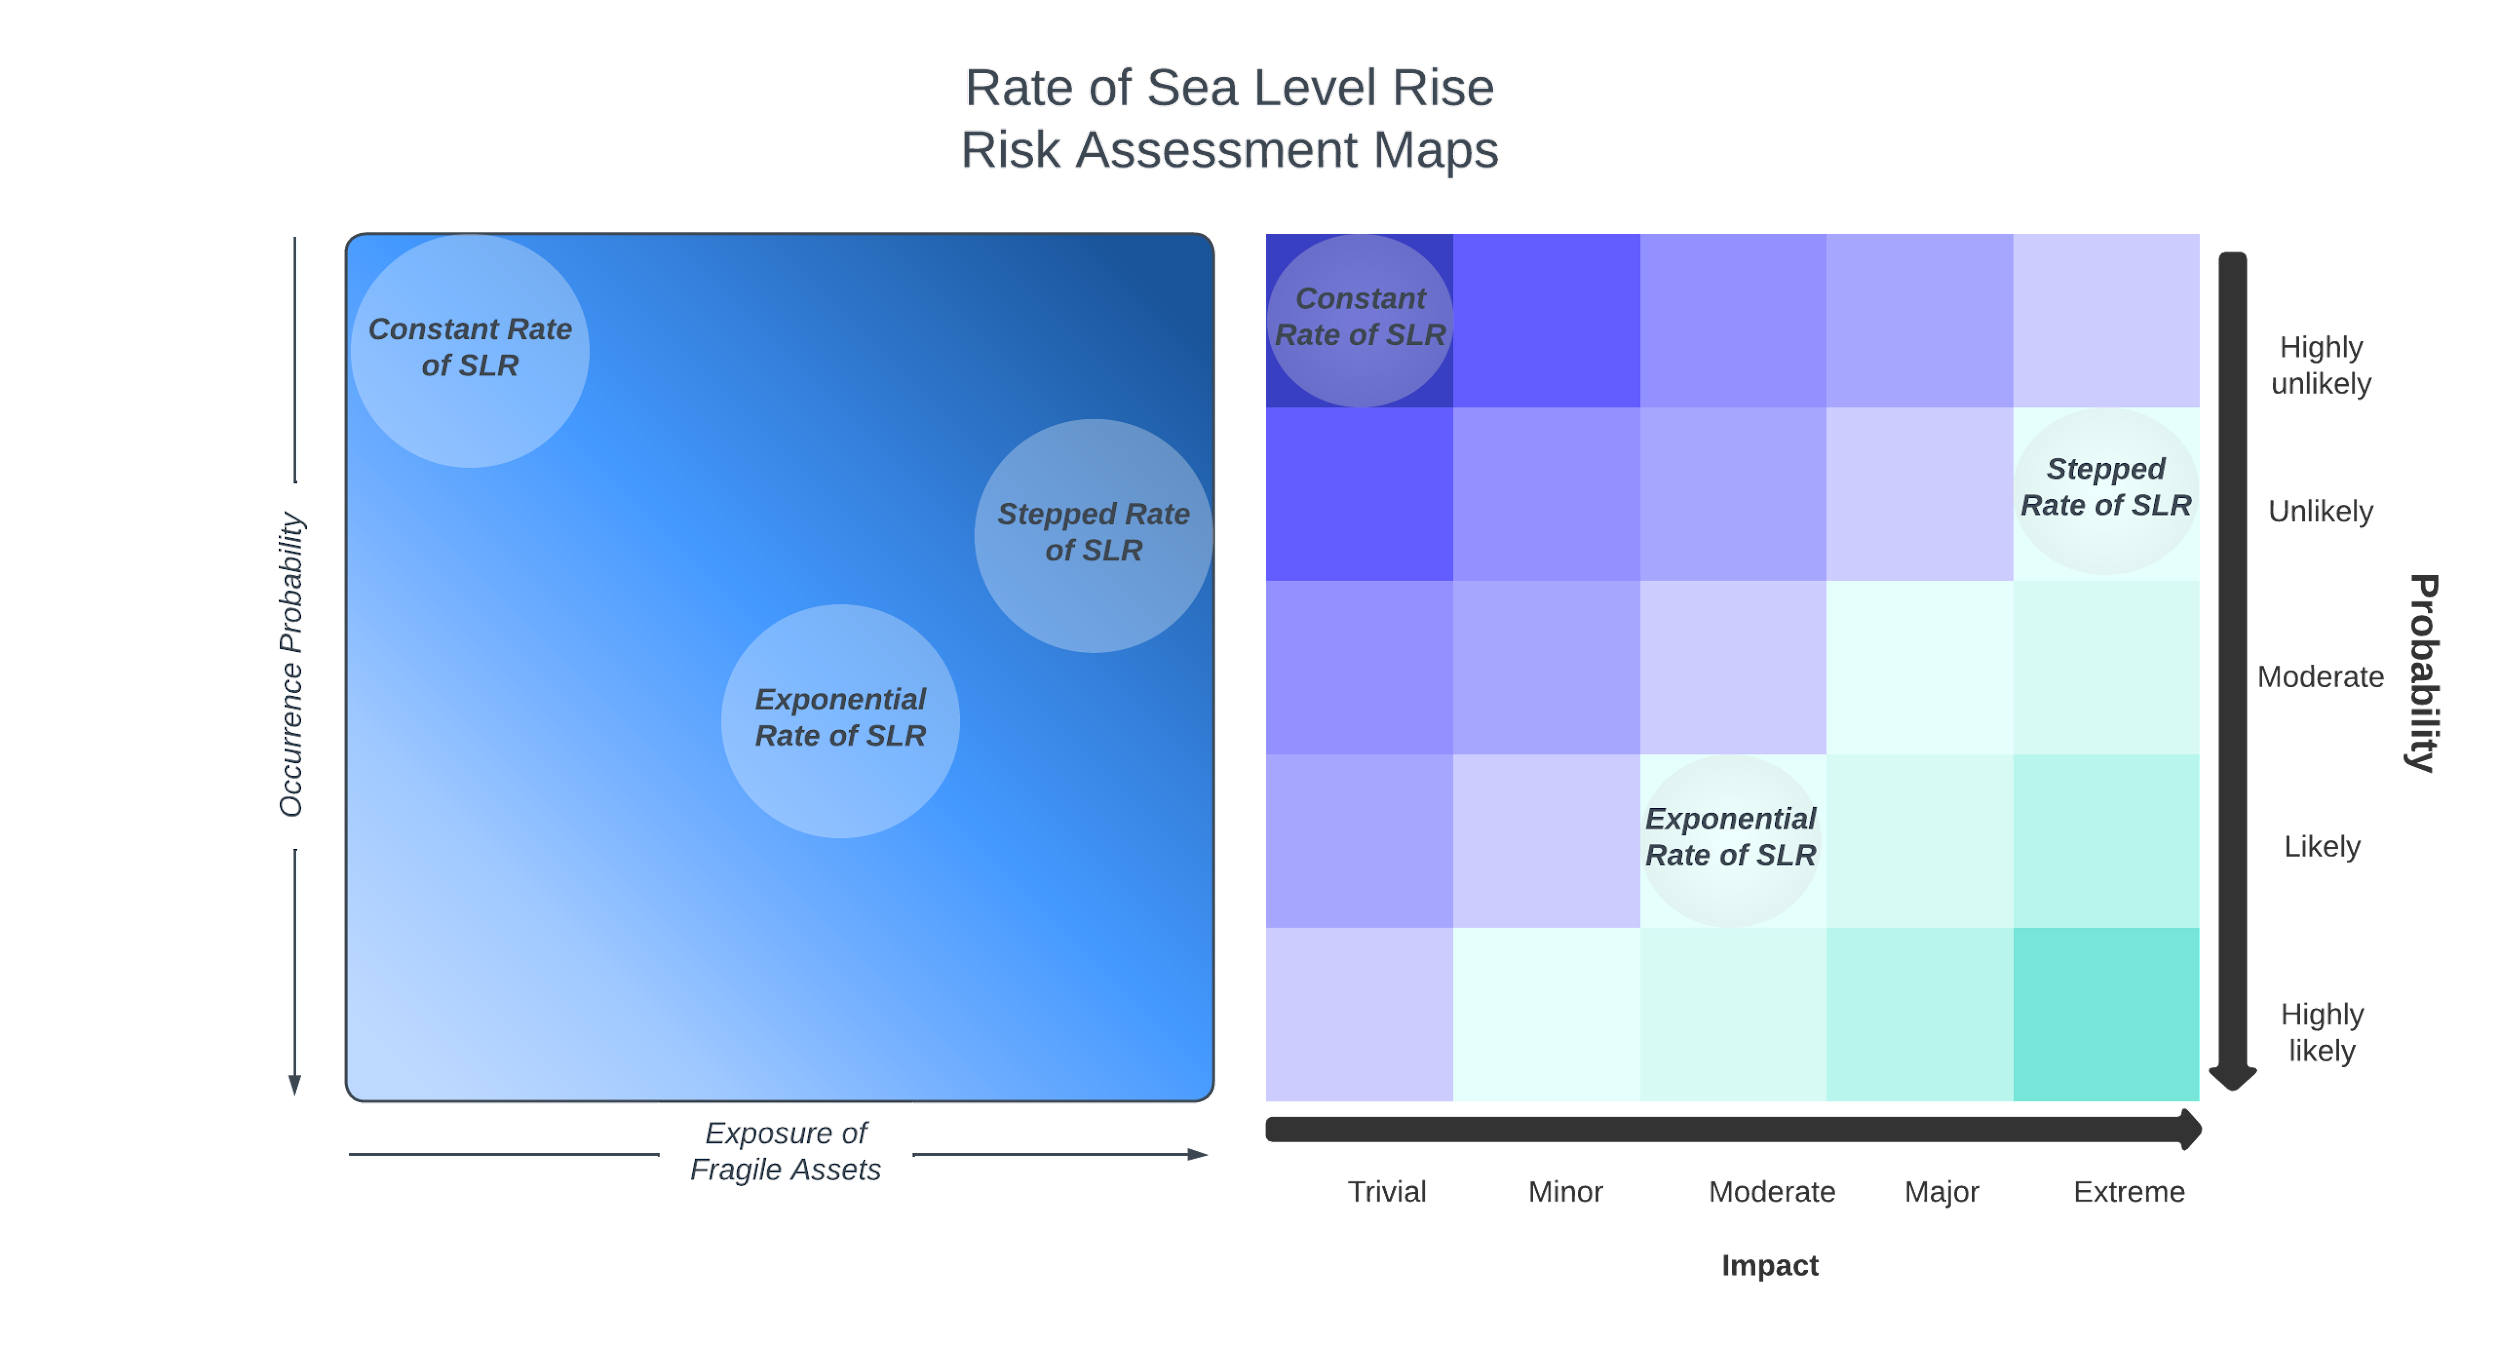 Rate of Sea Level Rise
Risk Assessment Maps
Occurrence Probability
Constant Rate
of SLR
Stepped Rate
of SLR
Exponential
Rate of SLR
Exposure of
Fragile Assets
Constant
Rate of SLR
Stepped
Rate of SLR
Exponential
Rate of SLR
Highly
unlikely
Unlikely
Moderate
Likely
Highly
likely
Probability
Trivial
Minor
Moderate
Major
Extreme
Impact